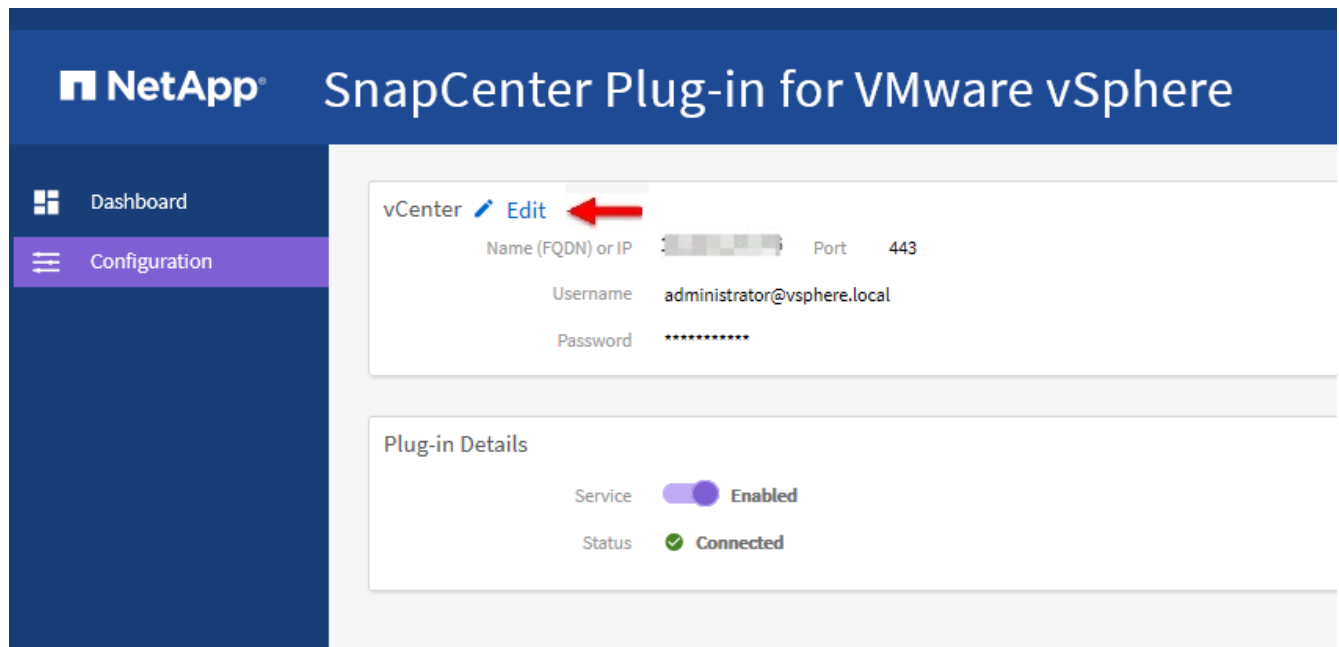 NetApp® SnapCenter Plug-in for VMware vSphere
Dashboard
Configuration
vCenter Edit
Name (FQDN) or IP Port 443
Username administrator@vsphere.local
Password ***********
Plug-in Details
Service Enabled
Status Connected